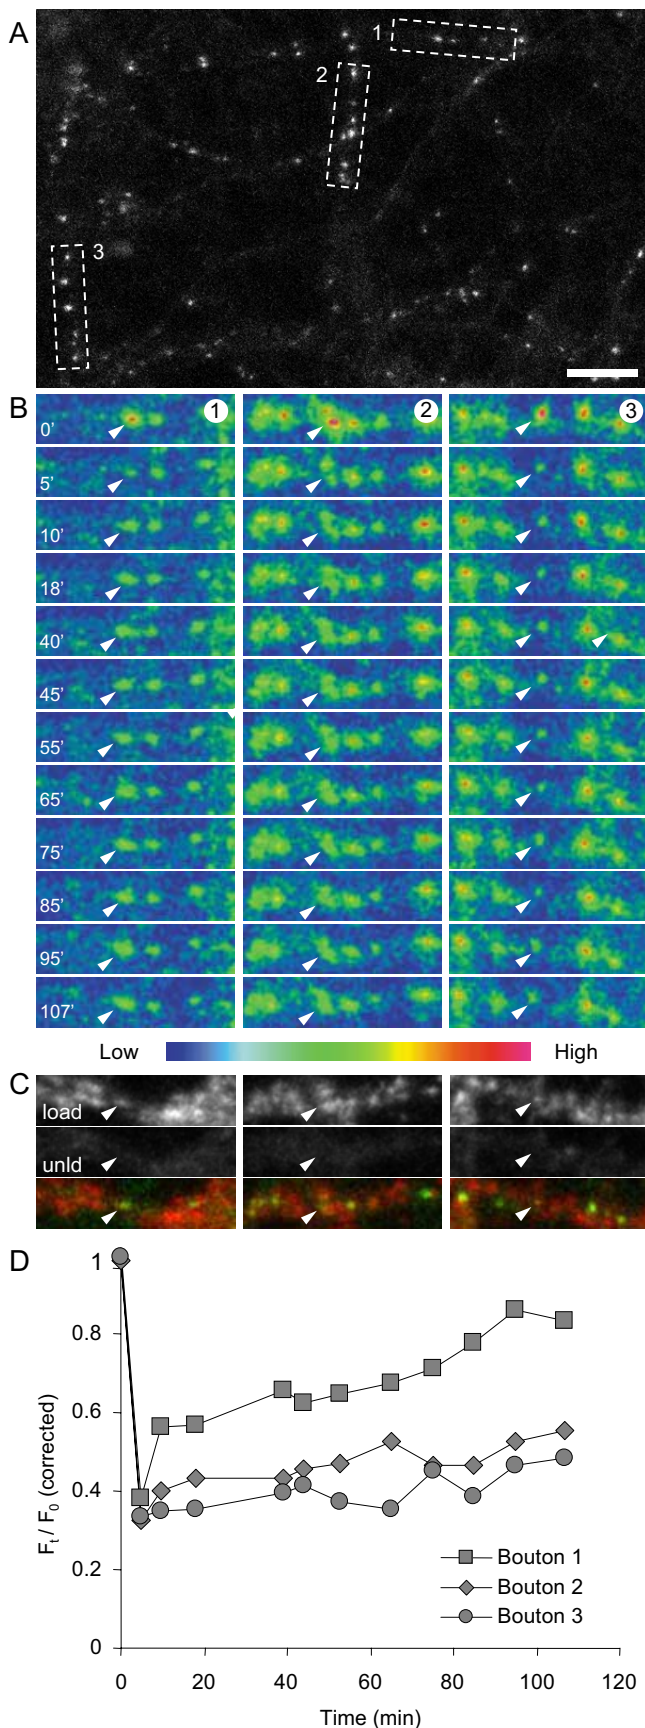 A
1
2
3
B
1 2 3
0'
5'
10'
18'
40'
45'
55'
65'
75'
85'
95'
107'
Low High
C
load
unld
D
1
0.8
0.6
0.4
0.2
0
Fₜ / F₀ (corrected)
Bouton 1
Bouton 2
Bouton 3
0 20 40 60 80 100 120
Time (min)